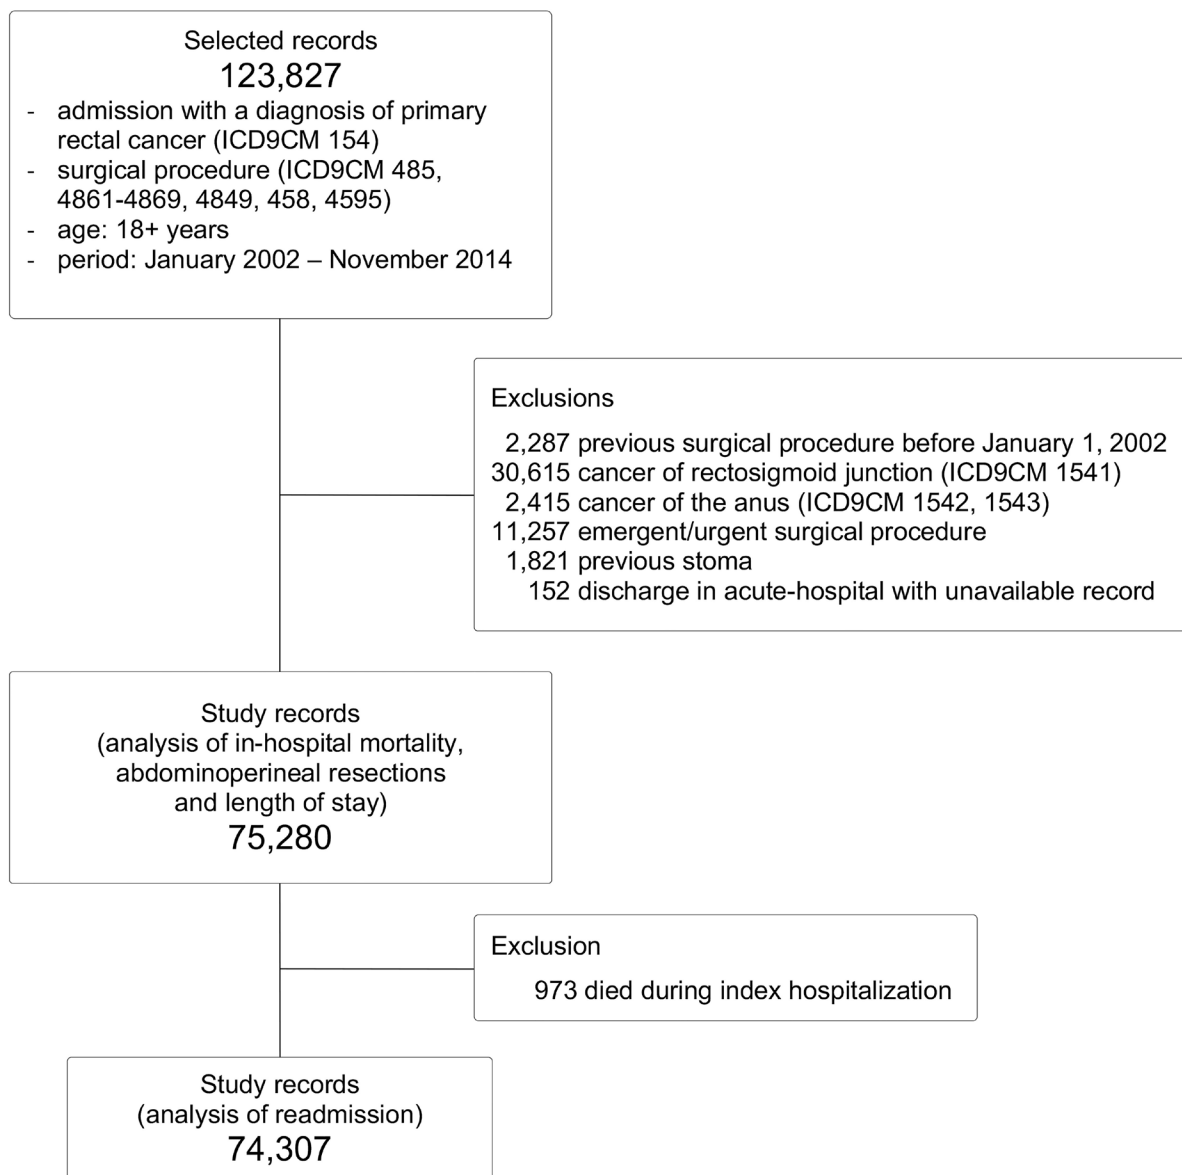 Selected records
123,827
- admission with a diagnosis of primary
rectal cancer (ICD9CM 154)
- surgical procedure (ICD9CM 485,
4861-4869, 4849, 458, 4595)
- age: 18+ years
- period: January 2002 – November 2014
Exclusions
2,287 previous surgical procedure before January 1, 2002
30,615 cancer of rectosigmoid junction (ICD9CM 1541)
2,415 cancer of the anus (ICD9CM 1542, 1543)
11,257 emergent/urgent surgical procedure
1,821 previous stoma
152 discharge in acute-hospital with unavailable record
Study records
(analysis of in-hospital mortality,
abdominoperineal resections
and length of stay)
75,280
Exclusion
973 died during index hospitalization
Study records
(analysis of readmission)
74,307